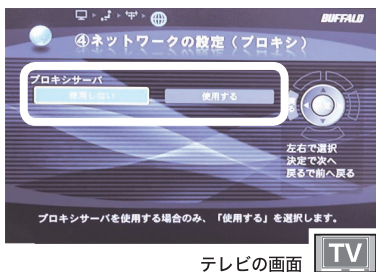 BUFFALO
④ネットワークの設定（プロキシ）
プロキシサーバ
使用しない
使用する
左右で選択
決定で次へ
戻るで前へ戻る
プロキシサーバを使用する場合のみ、「使用する」を選択します。
テレビの画面
TV